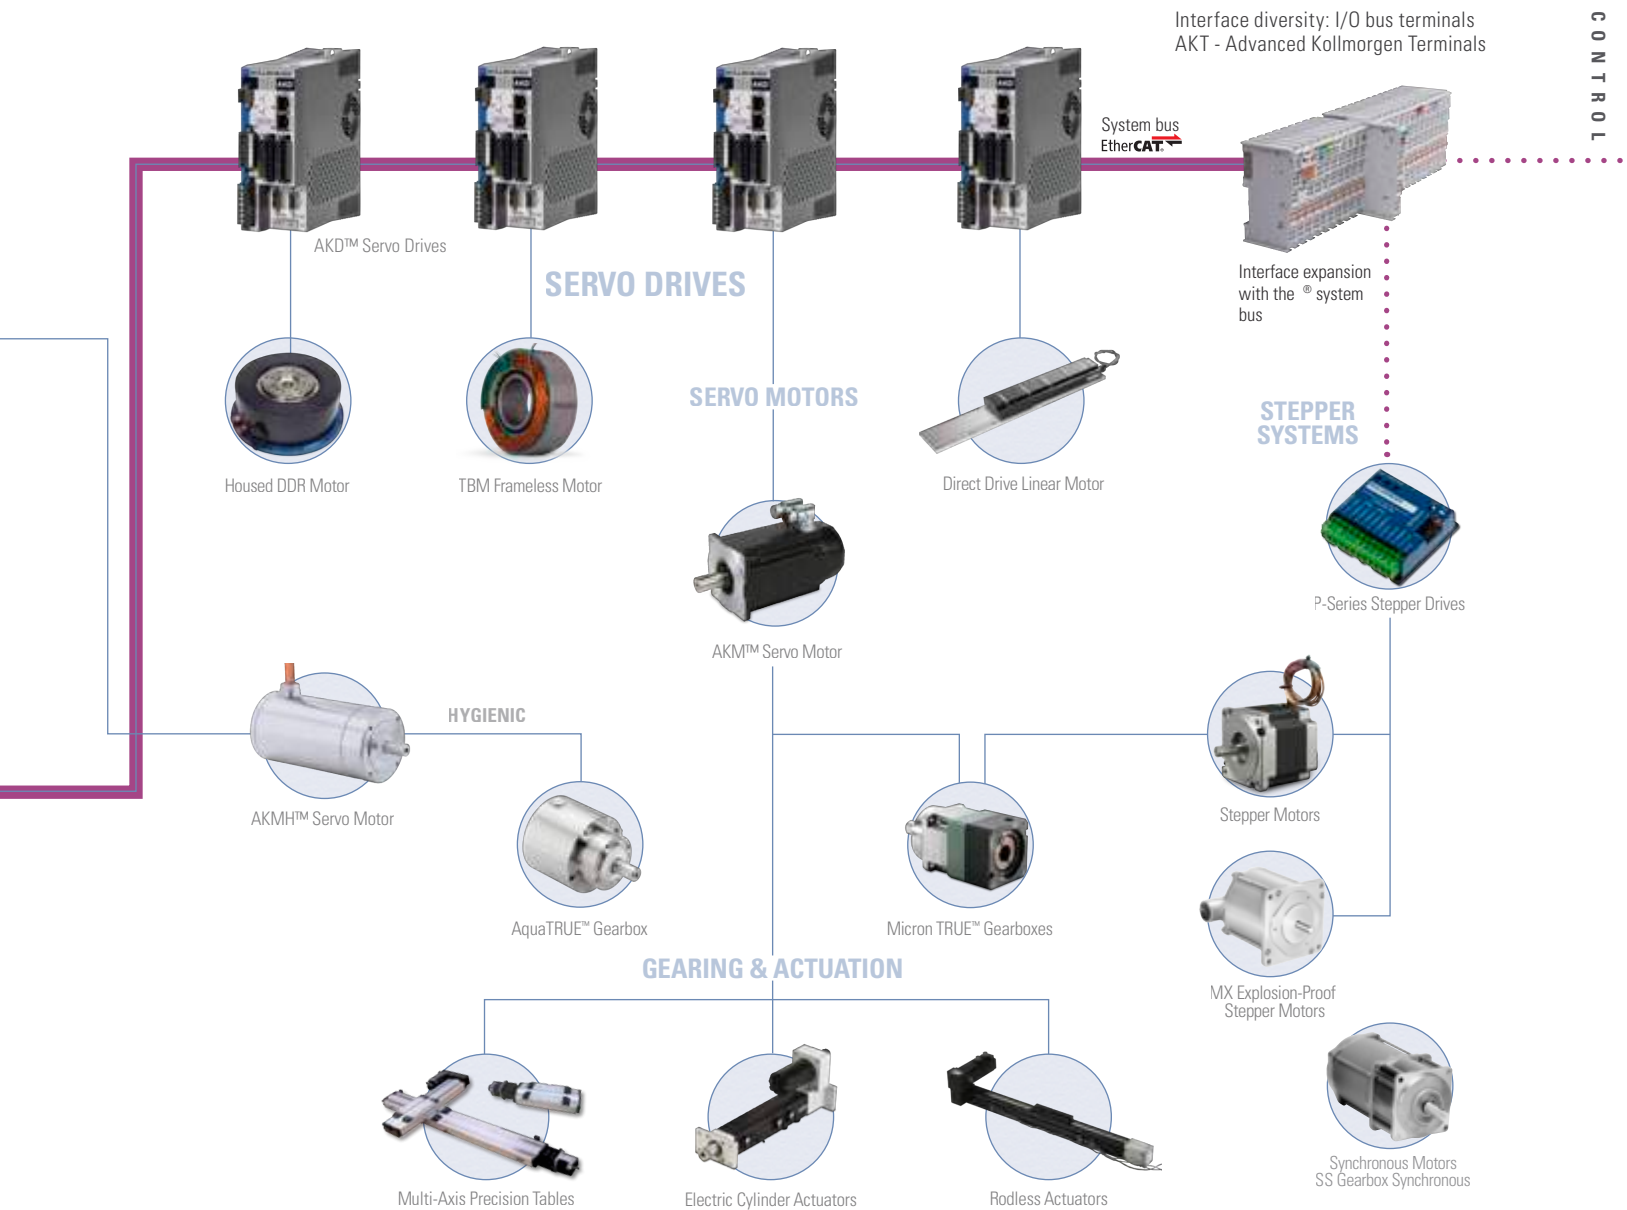 Interface diversity: I/O bus terminals
AKT - Advanced Kollmorgen Terminals
CONTROL
System bus
EtherCAT
AKD™ Servo Drives
SERVO DRIVES
Interface expansion
with the ® system
bus
SERVO MOTORS
STEPPER
SYSTEMS
Housed DDR Motor
TBM Frameless Motor
Direct Drive Linear Motor
P-Series Stepper Drives
AKM™ Servo Motor
HYGIENIC
AKMH™ Servo Motor
Stepper Motors
AquaTRUE™ Gearbox
Micron TRUE™ Gearboxes
GEARING & ACTUATION
MX Explosion-Proof
Stepper Motors
Synchronous Motors
SS Gearbox Synchronous
Multi-Axis Precision Tables
Electric Cylinder Actuators
Rodless Actuators